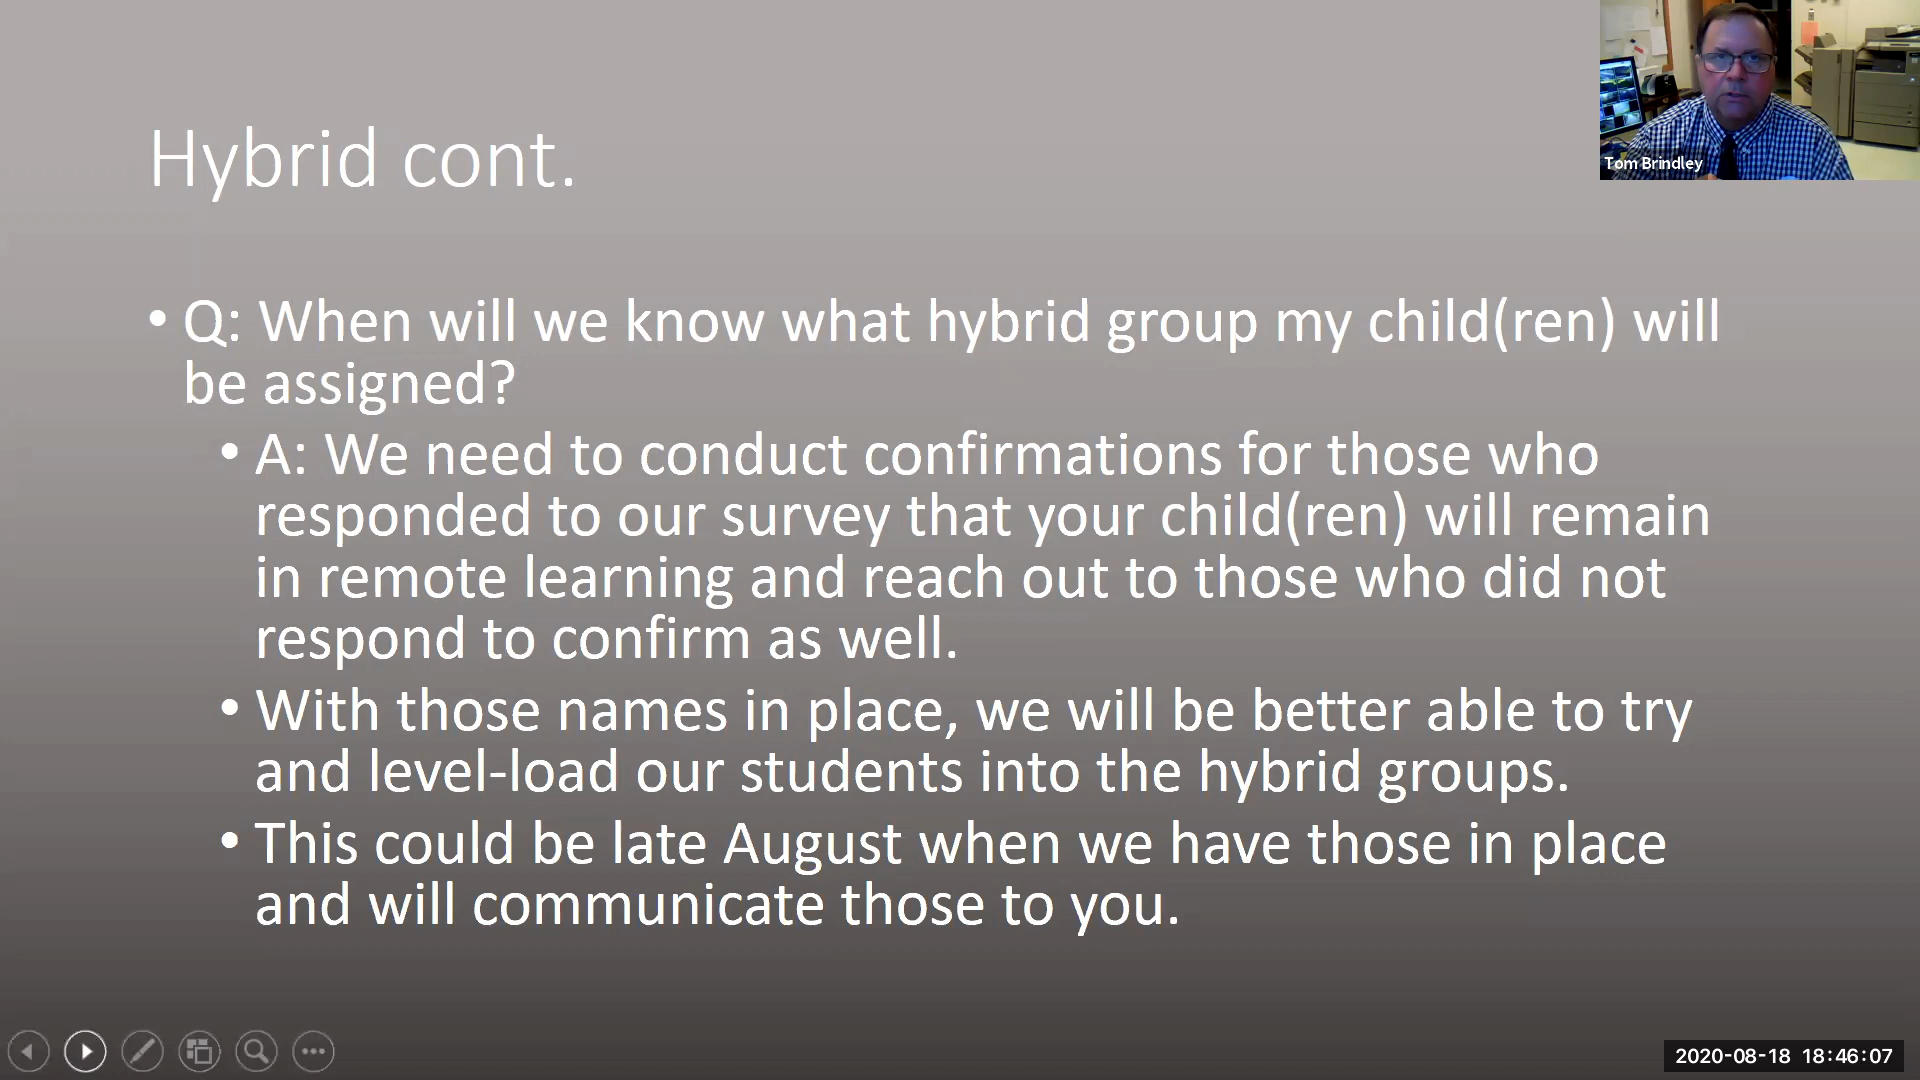 Hybrid cont.
Tom Brindley
• Q: When will we know what hybrid group my child(ren) will
be assigned?
• A: We need to conduct confirmations for those who
responded to our survey that your child(ren) will remain
in remote learning and reach out to those who did not
respond to confirm as well.
• With those names in place, we will be better able to try
and level-load our students into the hybrid groups.
• This could be late August when we have those in place
and will communicate those to you.
2020-08-18 18:46:07